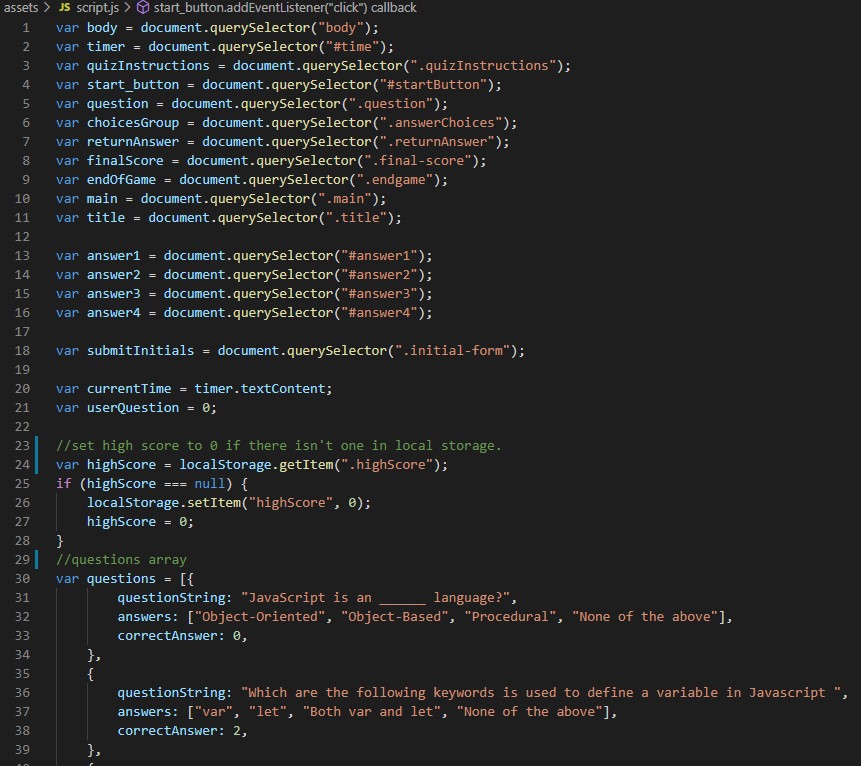 assets > JS script.js > start_button.addEventListener("click") callback
1 var body = document.querySelector("body");
2 var timer = document.querySelector("#time");
3 var quizInstructions = document.querySelector(".quizInstructions");
4 var start_button = document.querySelector("#startButton");
5 var question = document.querySelector(".question");
6 var choicesGroup = document.querySelector(".answerChoices");
7 var returnAnswer = document.querySelector(".returnAnswer");
8 var finalScore = document.querySelector(".final-score");
9 var endOfGame = document.querySelector(".endgame");
10 var main = document.querySelector(".main");
11 var title = document.querySelector(".title");
12
13 var answer1 = document.querySelector("#answer1");
14 var answer2 = document.querySelector("#answer2");
15 var answer3 = document.querySelector("#answer3");
16 var answer4 = document.querySelector("#answer4");
17
18 var submitInitials = document.querySelector(".initial-form");
19
20 var currentTime = timer.textContent;
21 var userQuestion = 0;
22
23 //set high score to 0 if there isn't one in local storage.
24 var highScore = localStorage.getItem(".highScore");
25 if (highScore === null) {
26     localStorage.setItem("highScore", 0);
27     highScore = 0;
28 }
29 //questions array
30 var questions = [{
31         questionString: "JavaScript is an ______ language?",
32         answers: ["Object-Oriented", "Object-Based", "Procedural", "None of the above"],
33         correctAnswer: 0,
34     },
35     {
36         questionString: "Which are the following keywords is used to define a variable in Javascript ",
37         answers: ["var", "let", "Both var and let", "None of the above"],
38         correctAnswer: 2,
39     },